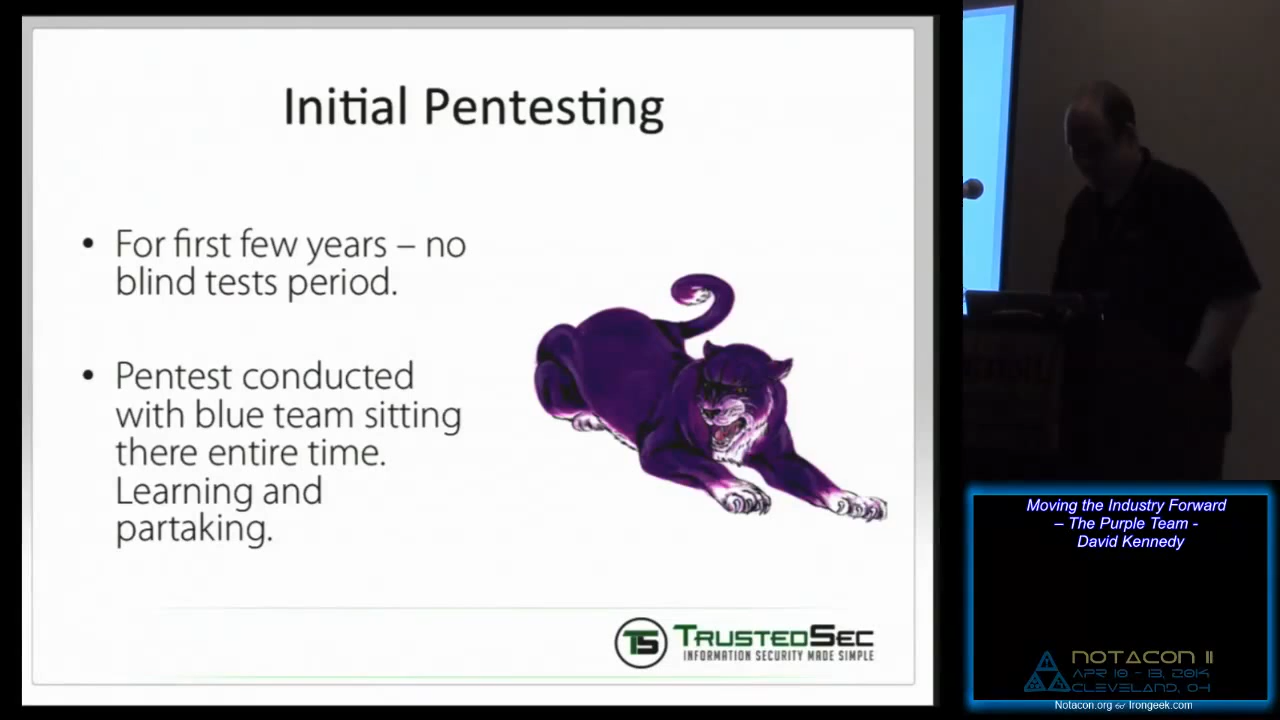 Initial Pentesting
• For first few years – no
blind tests period.
• Pentest conducted
with blue team sitting
there entire time.
Learning and
partaking.
TS TRUSTEDSEC
INFORMATION SECURITY MADE SIMPLE
Moving the Industry Forward
– The Purple Team -
David Kennedy
NOTACON 11
APR 10 - 13, 2014
CLEVELAND, OH
Notacon.org & Irongeek.com